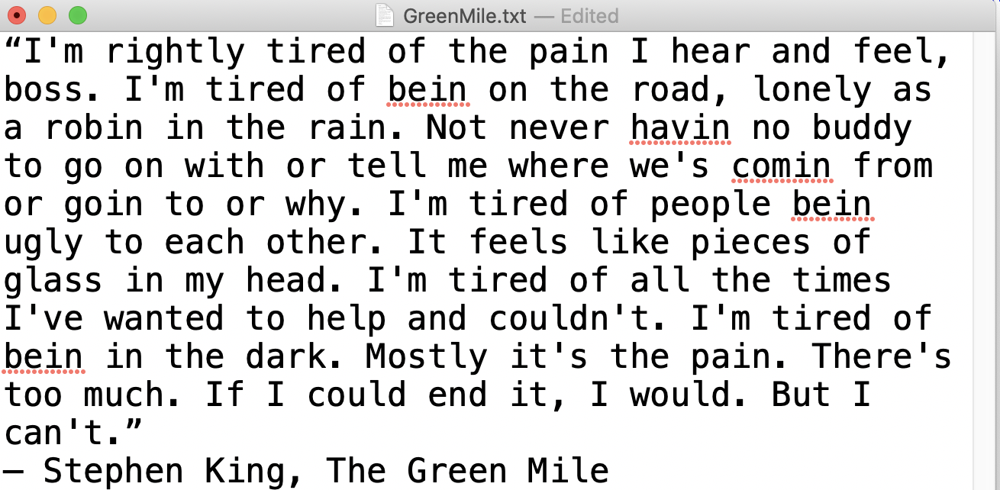 GreenMile.txt — Edited
“I'm rightly tired of the pain I hear and feel,
boss. I'm tired of bein on the road, lonely as
a robin in the rain. Not never havin no buddy
to go on with or tell me where we's comin from
or goin to or why. I'm tired of people bein
ugly to each other. It feels like pieces of
glass in my head. I'm tired of all the times
I've wanted to help and couldn't. I'm tired of
bein in the dark. Mostly it's the pain. There's
too much. If I could end it, I would. But I
can't.”
— Stephen King, The Green Mile